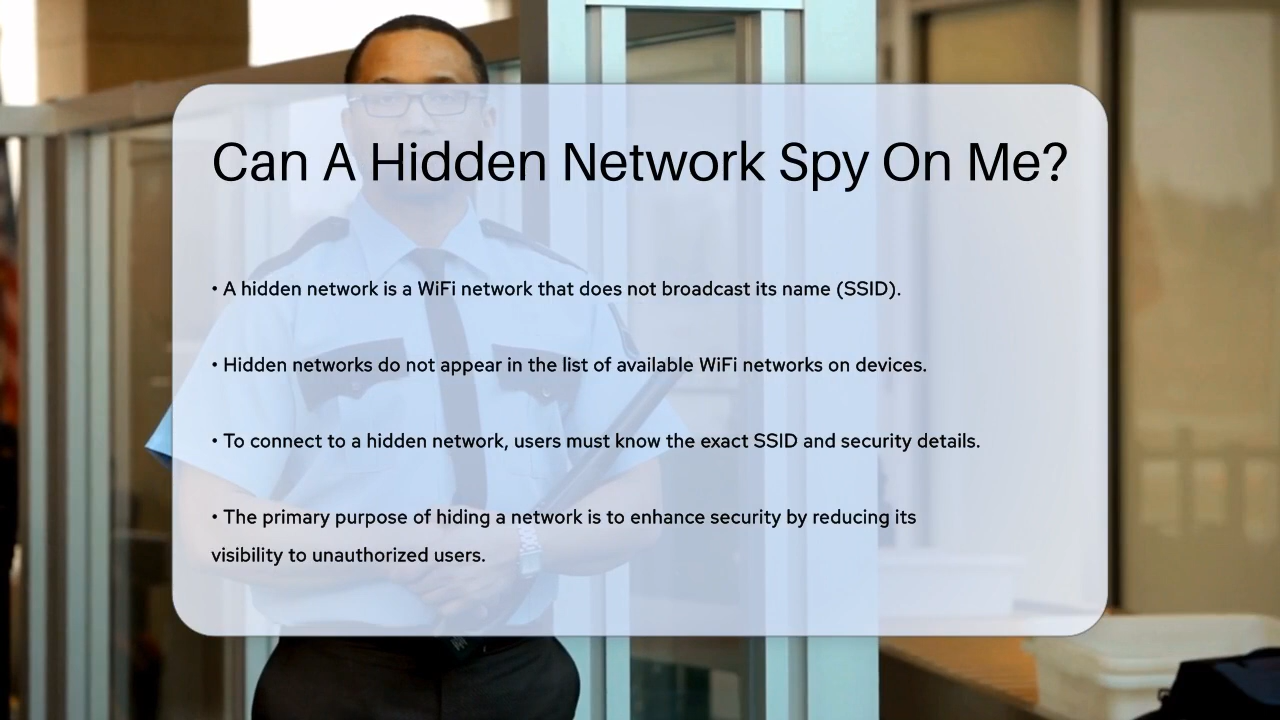 Can A Hidden Network Spy On Me?
• A hidden network is a WiFi network that does not broadcast its name (SSID).
• Hidden networks do not appear in the list of available WiFi networks on devices.
• To connect to a hidden network, users must know the exact SSID and security details.
• The primary purpose of hiding a network is to enhance security by reducing its
visibility to unauthorized users.